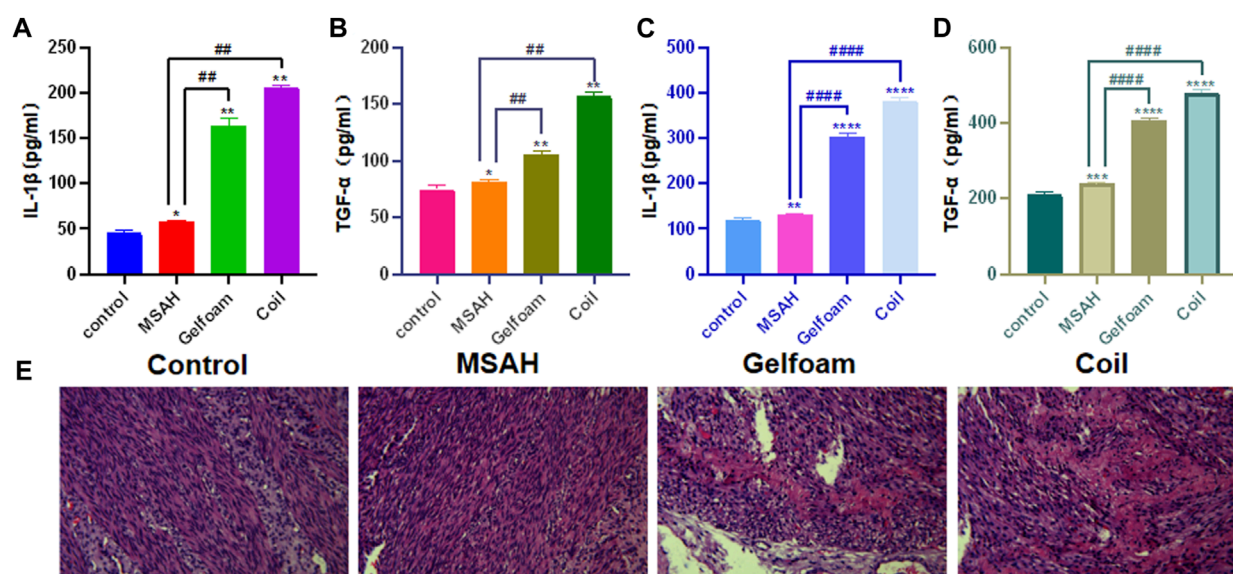 A
IL-1β (pg/ml)
250
200
150
100
50
0
##
##
*
**
**
control
MSAH
Gelfoam
Coil
B
TGF-α （pg/ml）
200
150
100
50
0
##
##
*
**
**
control
MSAH
Gelfoam
Coil
C
IL-1β (pg/ml)
500
400
300
200
100
0
####
####
**
****
****
control
MSAH
Gelfoam
Coil
D
TGF-α （pg/ml）
600
400
200
0
####
####
***
****
****
control
MSAH
Gelfoam
Coil
E
Control
MSAH
Gelfoam
Coil